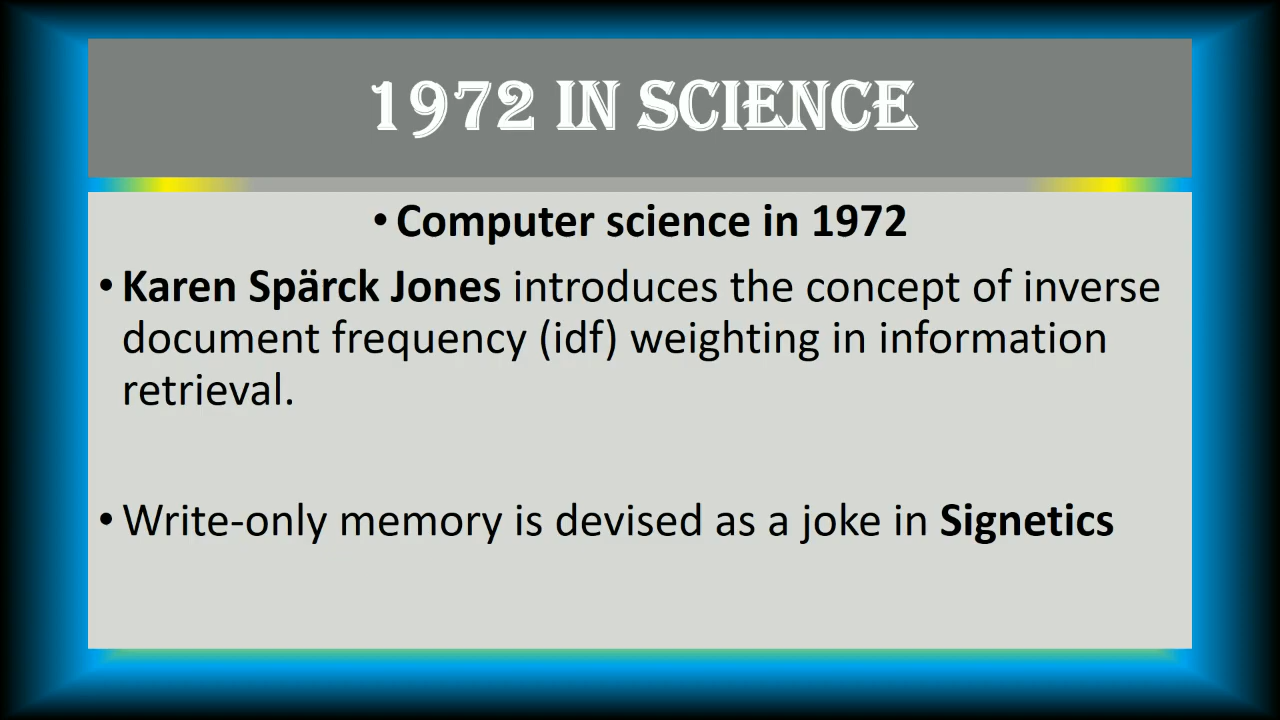 1972 IN SCIENCE
• Computer science in 1972
• Karen Spärck Jones introduces the concept of inverse
document frequency (idf) weighting in information
retrieval.
• Write-only memory is devised as a joke in Signetics